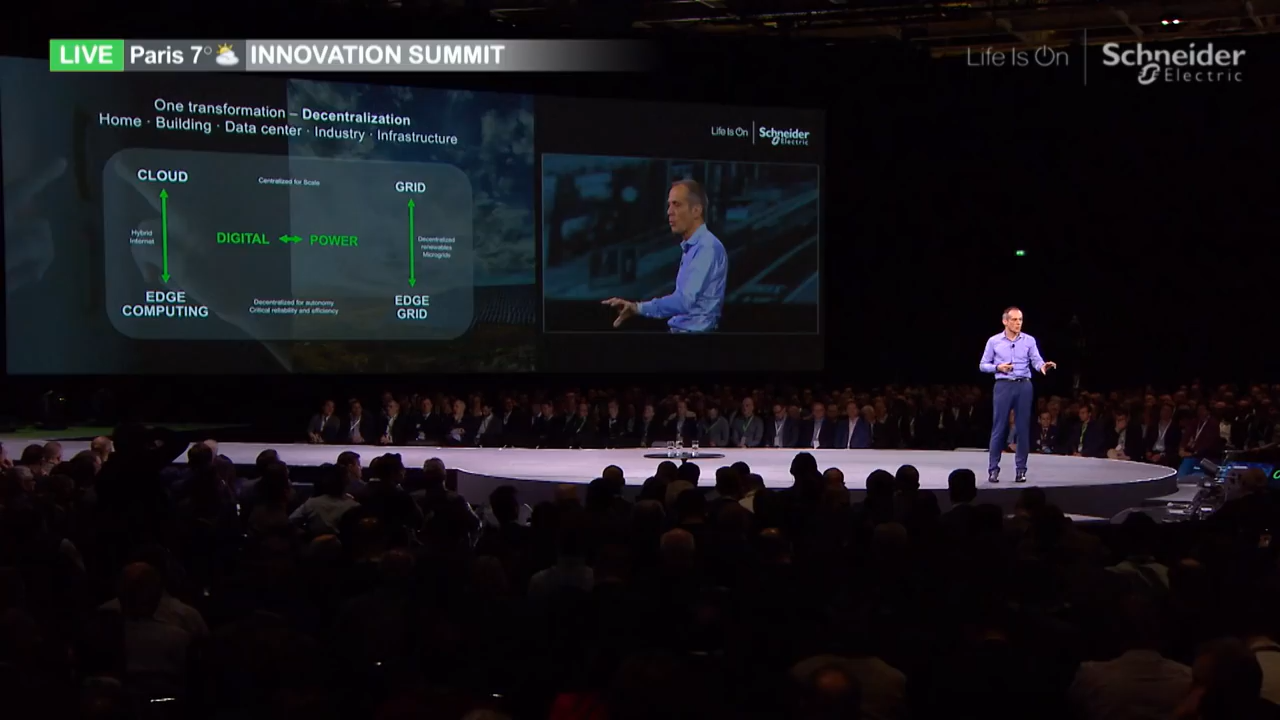 LIVE Paris 7° INNOVATION SUMMIT
Life Is On Schneider Electric
One transformation – Decentralization
Home · Building · Data center · Industry · Infrastructure
Life Is On Schneider Electric
CLOUD
Centralized for Scale
GRID
Hybrid
Internet
DIGITAL POWER
Decentralized
renewables
Microgrids
EDGE
COMPUTING
Decentralized for autonomy
Critical reliability and efficiency
EDGE
GRID